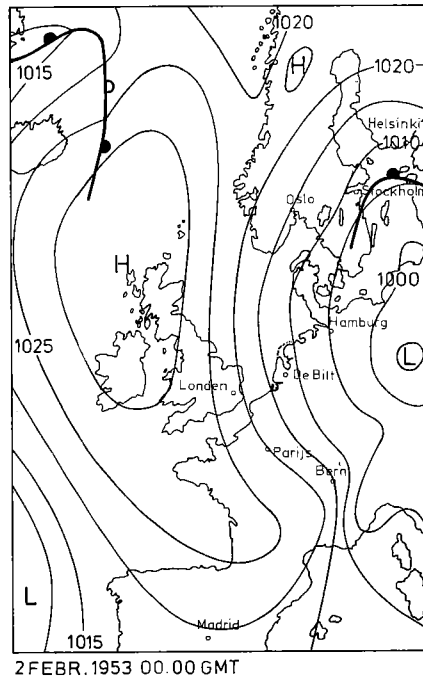 1020
1015
H
1020
Helsinki
1010
Stockholm
Oslo
H
1000
Hamburg
1025
L
De Bilt
Londen
Parijs
Bern
L
Madrid
1015
2 FEBR. 1953 00.00 GMT